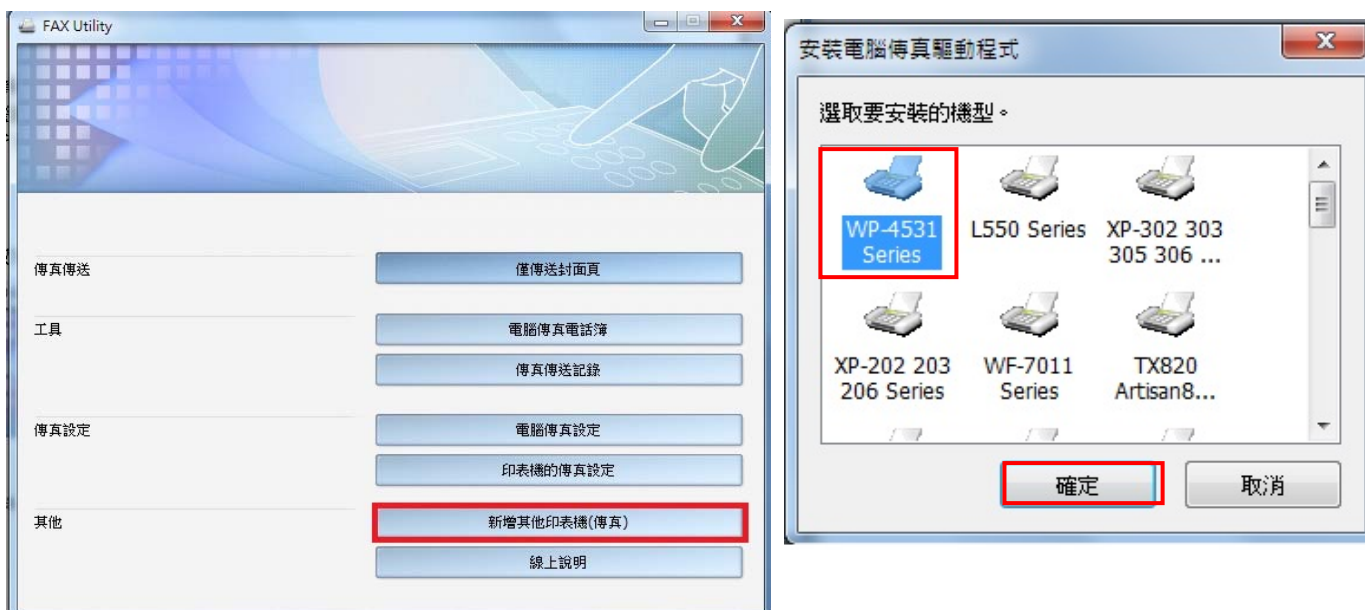 FAX Utility
傳真傳送
僅傳送封面頁
工具
電腦傳真電話簿
傳真傳送記錄
傳真設定
電腦傳真設定
印表機的傳真設定
其他
新增其他印表機(傳真)
線上說明
安裝電腦傳真驅動程式
選取要安裝的機型。
WP-4531
Series
L550 Series
XP-302 303
305 306 ...
XP-202 203
206 Series
WF-7011
Series
TX820
Artisan8...
確定
取消